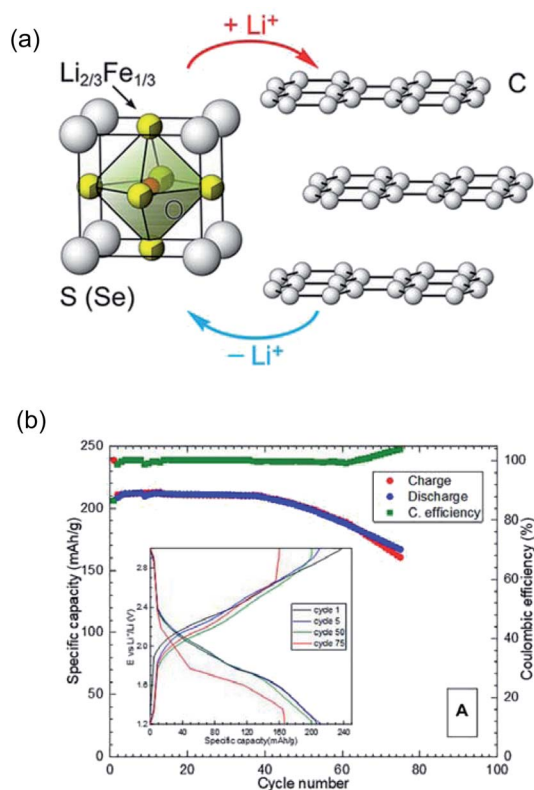 (a)
+ Li⁺
Li2/3Fe1/3
C
O
S (Se)
– Li⁺
(b)
250
200
150
100
50
0
Specific capacity (mAh/g)
100
80
60
40
20
0
Coulombic efficiency (%)
Charge
Discharge
C. efficiency
2.8
2.4
2.0
1.6
1.2
E vs Li⁺/Li (V)
cycle 1
cycle 5
cycle 50
cycle 75
0 40 80 120 160 200 240
Specific capacity(mAh/g)
A
0 20 40 60 80 100
Cycle number